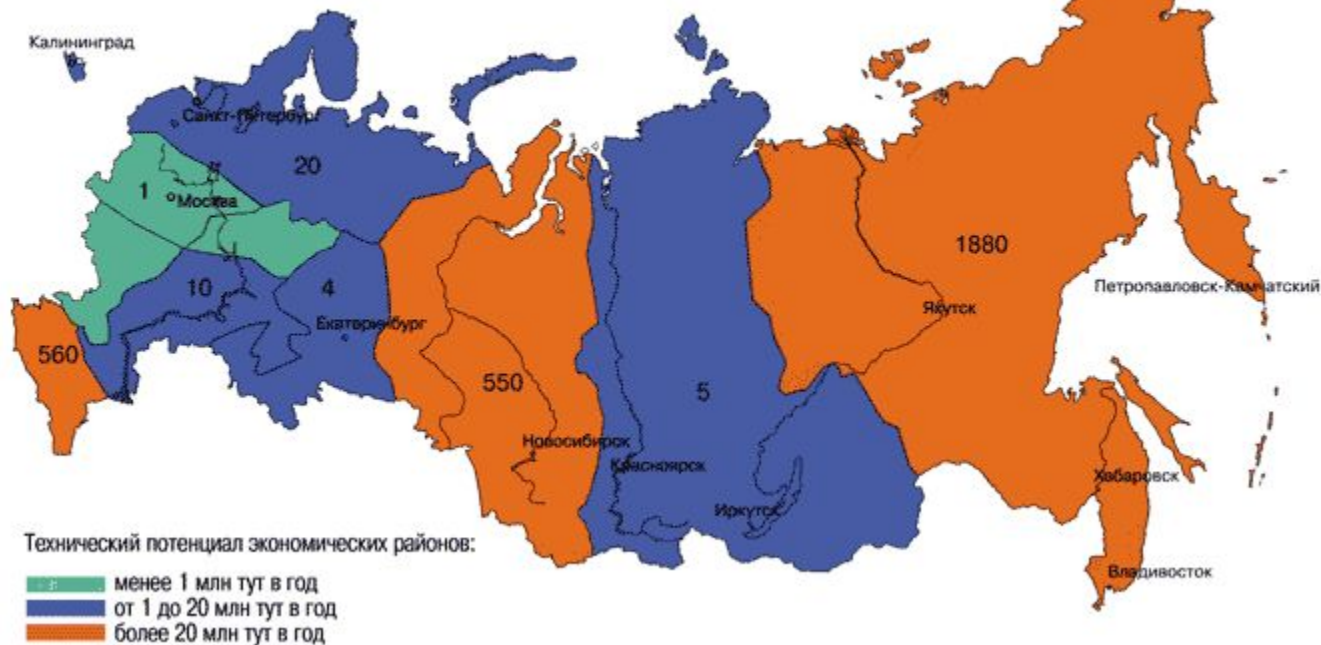 Калининград
Санкт-Петербург
20
1
Москва
1880
10
4
Петропавловск-Камчатский
Якутск
Екатеринбург
560
550
5
Новосибирск
Красноярск
Хабаровск
Иркутск
Технический потенциал экономических районов:
менее 1 млн тут в год
Владивосток
от 1 до 20 млн тут в год
более 20 млн тут в год